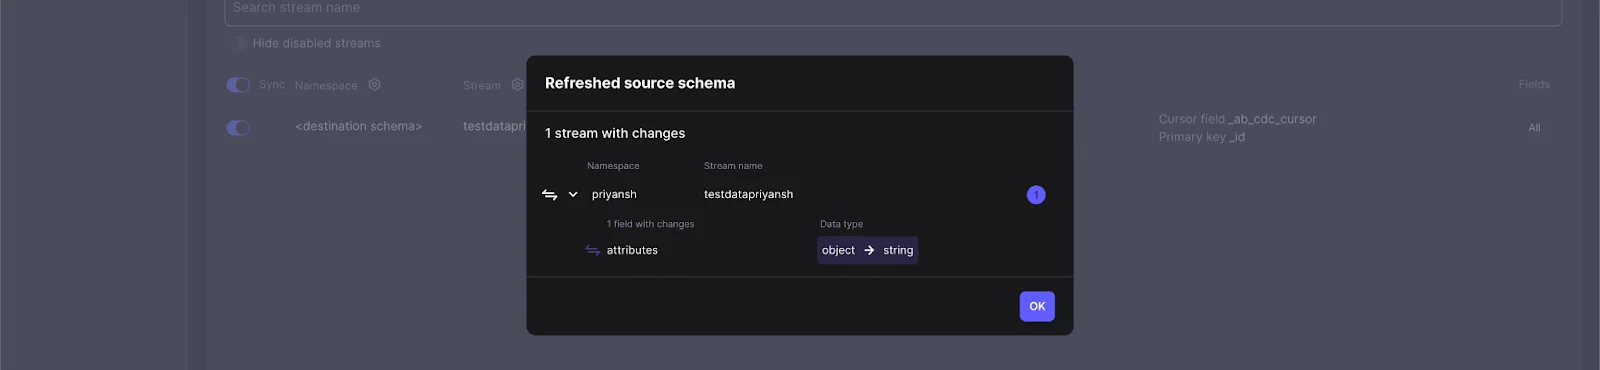 Search stream name
Hide disabled streams
Sync Namespace Stream Fields
<destination schema> testdatapri Cursor field _ab_cdc_cursor All
Primary key _id
Refreshed source schema
1 stream with changes
Namespace Stream name
priyansh testdatapriyansh 1
1 field with changes Data type
attributes object → string
OK